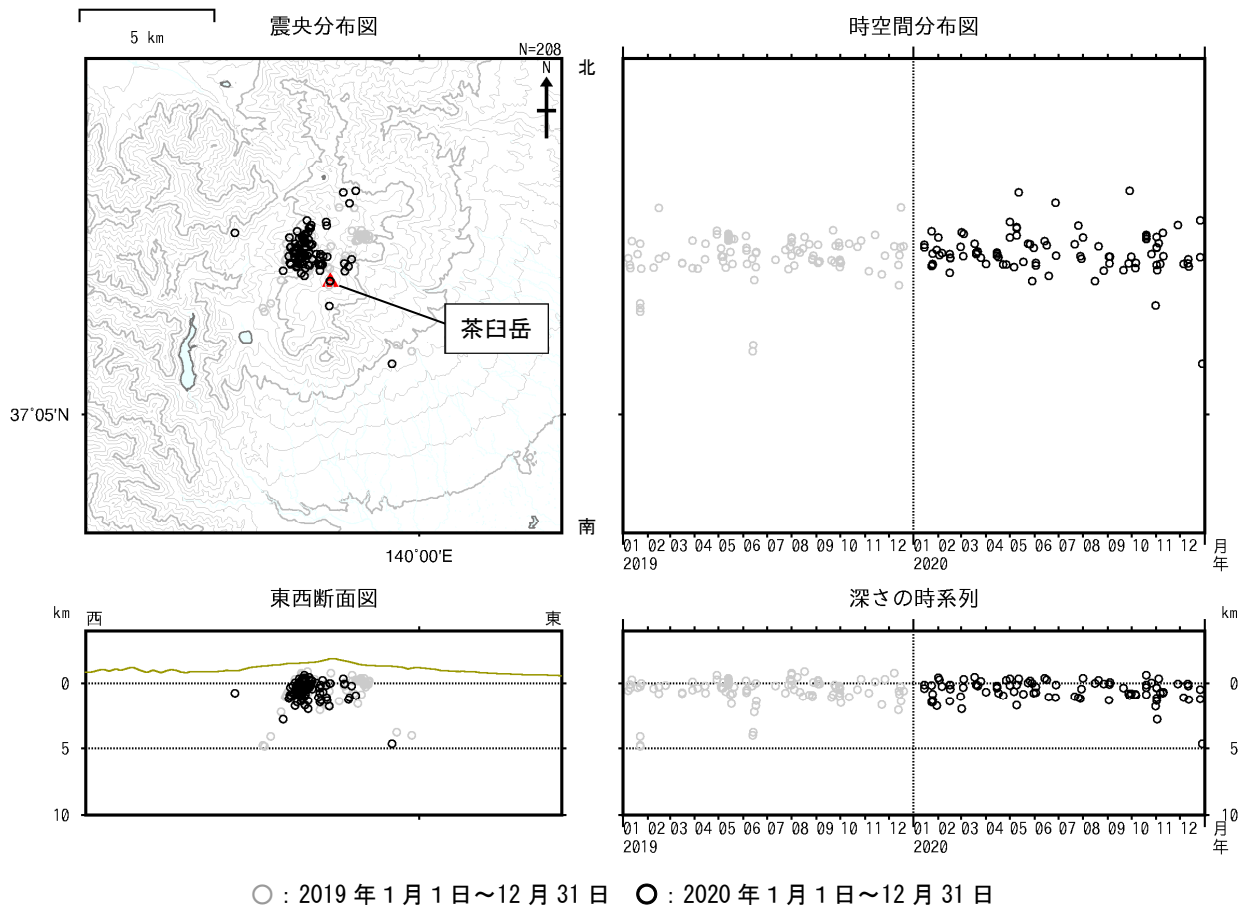 震央分布図
5 km
N=208
N
北
茶臼岳
37°05'N
南
140°00'E
時空間分布図
01 02 03 04 05 06 07 08 09 10 11 12 01 02 03 04 05 06 07 08 09 10 11 12 月
2019 2020 年
東西断面図
km
西 東
0
5
10
深さの時系列
km
0
5
10
01 02 03 04 05 06 07 08 09 10 11 12 01 02 03 04 05 06 07 08 09 10 11 12 月
2019 2020 年
○ : 2019 年 1 月 1 日～12 月 31 日 ○ : 2020 年 1 月 1 日～12 月 31 日